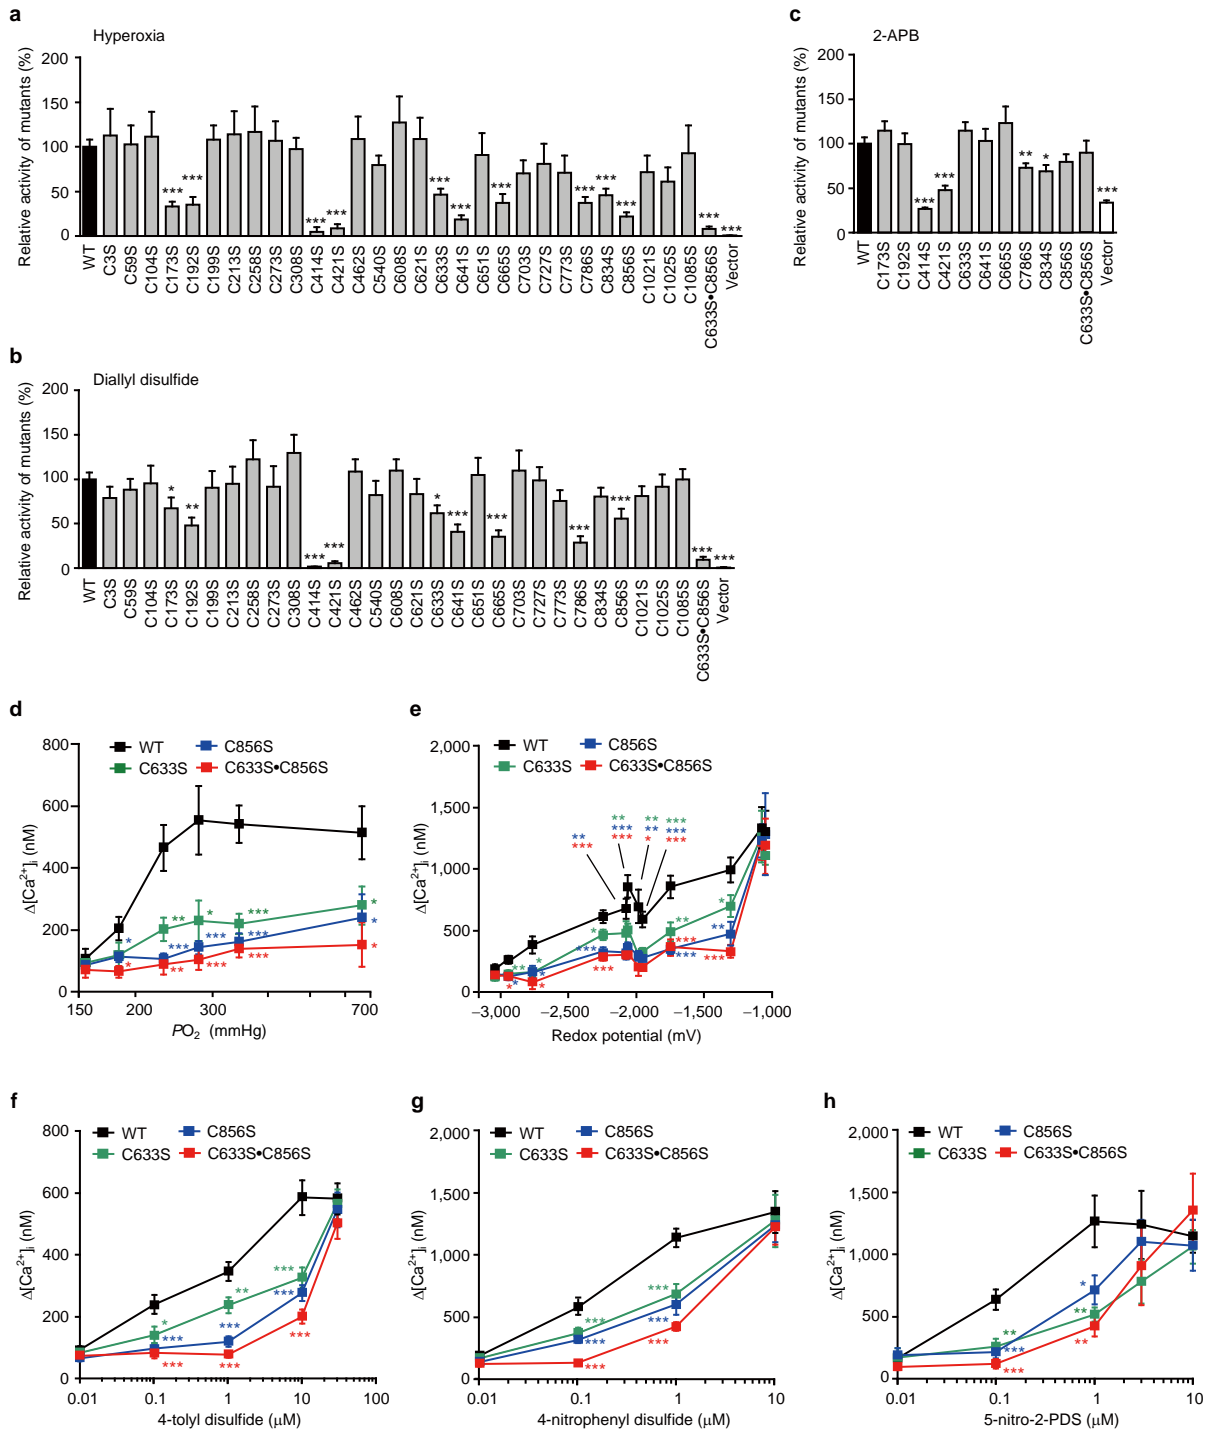 a
Hyperoxia
Relative activity of mutants (%)
200
150
100
50
0
*** *** *** *** *** *** *** *** *** *** *** ***
WT C3S C59S C104S C173S C192S C199S C213S C258S C273S C308S C414S C421S C462S C540S C608S C621S C633S C641S C651S C665S C703S C727S C773S C786S C834S C856S C1021S C1025S C1085S C633S•C856S Vector
c
2-APB
Relative activity of mutants (%)
200
150
100
50
0
*** *** ** * ***
WT C173S C192S C414S C421S C633S C641S C665S C786S C834S C856S C633S•C856S Vector
b
Diallyl disulfide
Relative activity of mutants (%)
200
150
100
50
0
* ** *** *** * *** *** *** *** *** ***
WT C3S C59S C104S C173S C192S C199S C213S C258S C273S C308S C414S C421S C462S C540S C608S C621S C633S C641S C651S C665S C703S C727S C773S C786S C834S C856S C1021S C1025S C1085S C633S•C856S Vector
d
WT C856S
C633S C633S•C856S
Δ[Ca2+]i (nM)
800
600
400
200
0
* ** * *** *
*** *** *** *
* ** *** *** *
150 200 300 700
PO2 (mmHg)
e
WT C856S
C633S C633S•C856S
Δ[Ca2+]i (nM)
2,000
1,500
1,000
500
0
** ** ***
** *** ** ***
*** *** * ***
* ** *
*** ** ***
*** *** ***
** * * * * *
–3,000 –2,500 –2,000 –1,500 –1,000
Redox potential (mV)
f
WT C856S
C633S C633S•C856S
Δ[Ca2+]i (nM)
800
600
400
200
0
* ** ***
*** *** ***
*** *** ***
0.01 0.1 1 10 100
4-tolyl disulfide (μM)
g
WT C856S
C633S C633S•C856S
Δ[Ca2+]i (nM)
2,000
1,500
1,000
500
0
*** ***
*** ***
*** ***
0.01 0.1 1 10
4-nitrophenyl disulfide (μM)
h
WT C856S
C633S C633S•C856S
Δ[Ca2+]i (nM)
2,000
1,500
1,000
500
0
** **
*** *
*** **
0.01 0.1 1 10
5-nitro-2-PDS (μM)